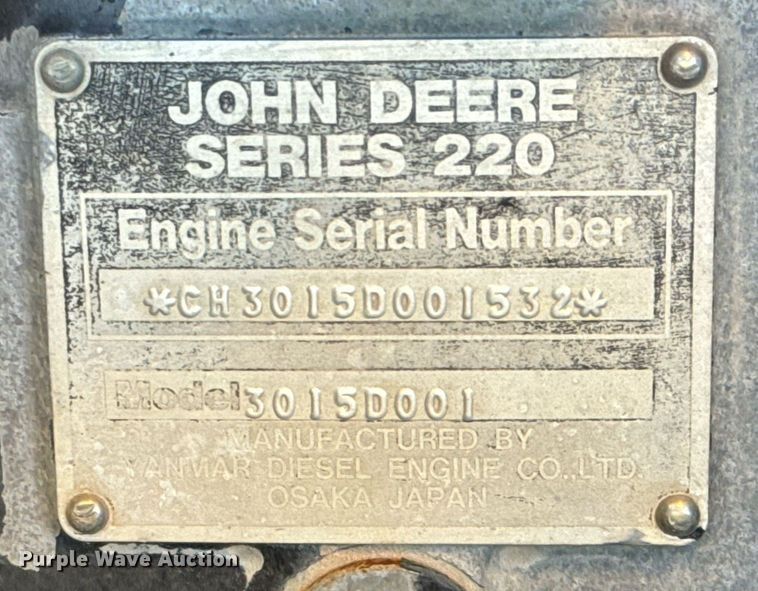 JOHN DEERE
SERIES 220
Engine Serial Number
*CH3015D001532*
Model 3015D001
MANUFACTURED BY
YANMAR DIESEL ENGINE CO.,LTD.
OSAKA JAPAN
Purple Wave Auction